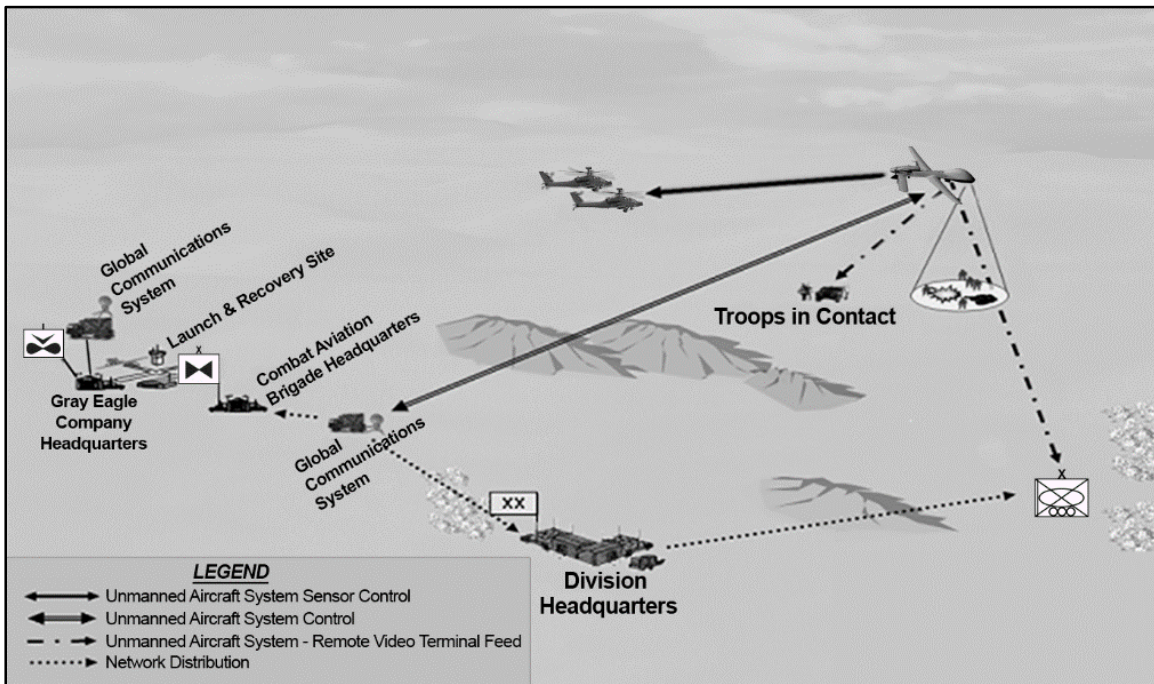 Global
Communications
System
Launch & Recovery Site
Combat Aviation
Brigade Headquarters
X
Gray Eagle
Company
Headquarters
Global
Communications
System
Troops in Contact
XX
Division
Headquarters
X
LEGEND
Unmanned Aircraft System Sensor Control
Unmanned Aircraft System Control
Unmanned Aircraft System - Remote Video Terminal Feed
Network Distribution